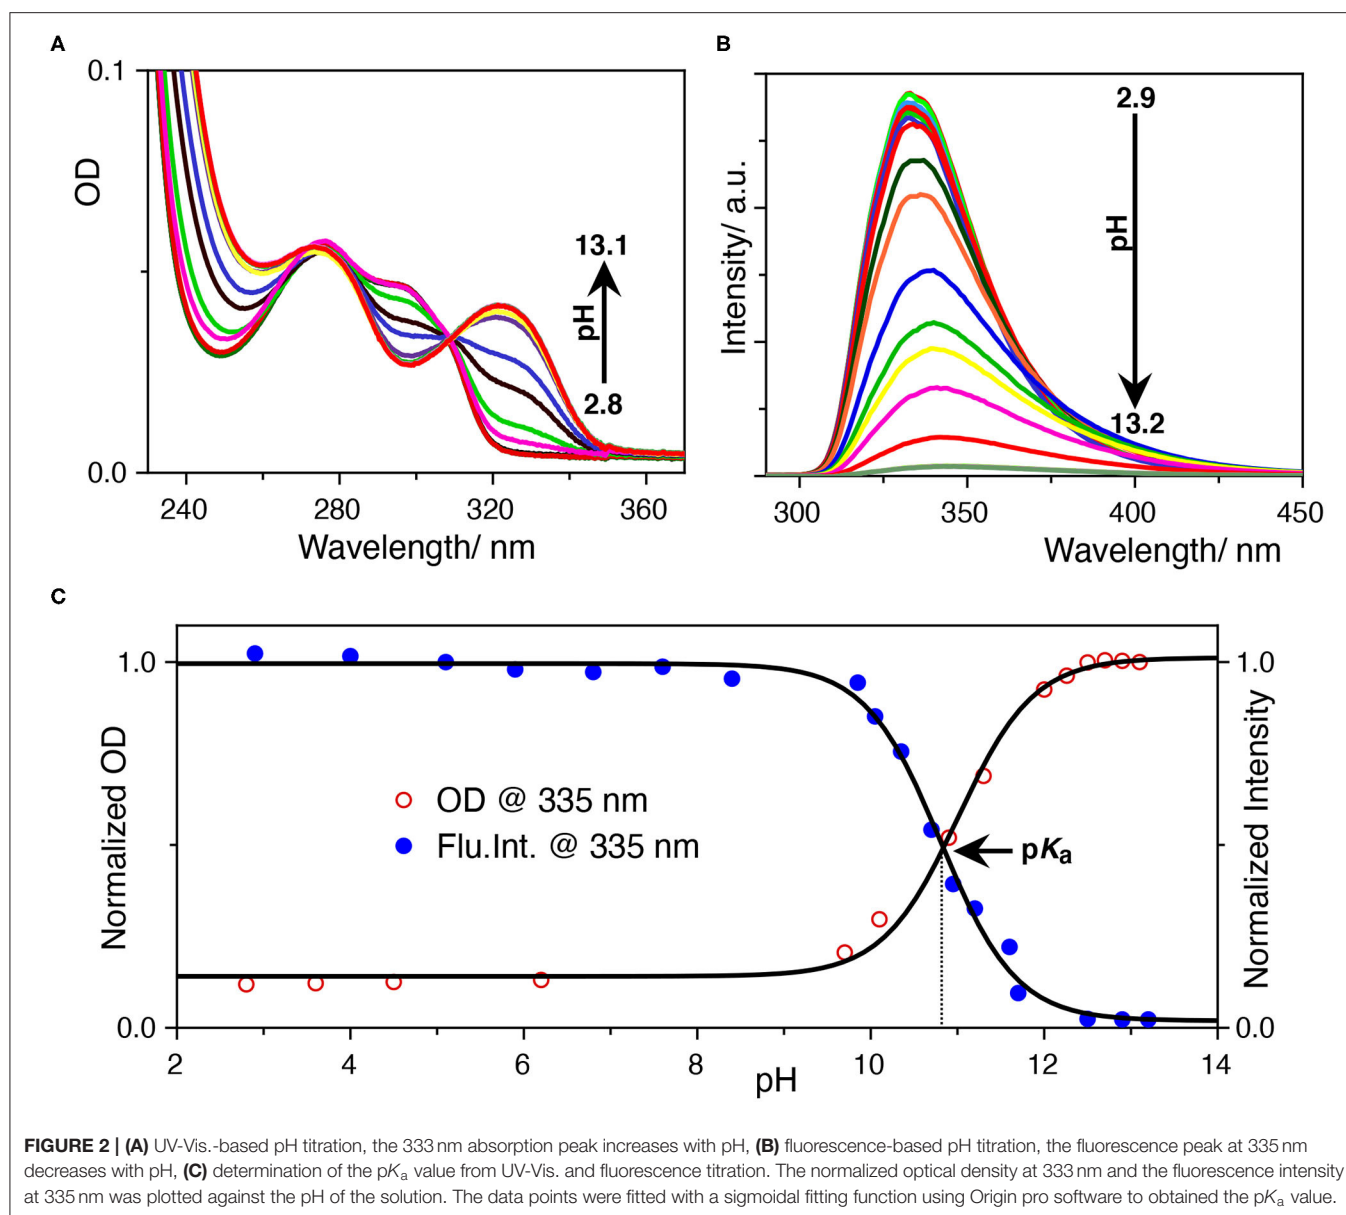 A
B
0.1
OD
13.1
pH
2.8
0.0
240 280 320 360
Wavelength/ nm
Intensity/ a.u.
2.9
pH
13.2
300 350 400 450
Wavelength/ nm
C
1.0
Normalized OD
0.0
OD @ 335 nm
Flu.Int. @ 335 nm
pKa
1.0
Normalized Intensity
0.0
2 4 6 8 10 12 14
pH
FIGURE 2 | (A) UV-Vis.-based pH titration, the 333 nm absorption peak increases with pH, (B) fluorescence-based pH titration, the fluorescence peak at 335 nm
decreases with pH, (C) determination of the pKa value from UV-Vis. and fluorescence titration. The normalized optical density at 333 nm and the fluorescence intensity
at 335 nm was plotted against the pH of the solution. The data points were fitted with a sigmoidal fitting function using Origin pro software to obtained the pKa value.